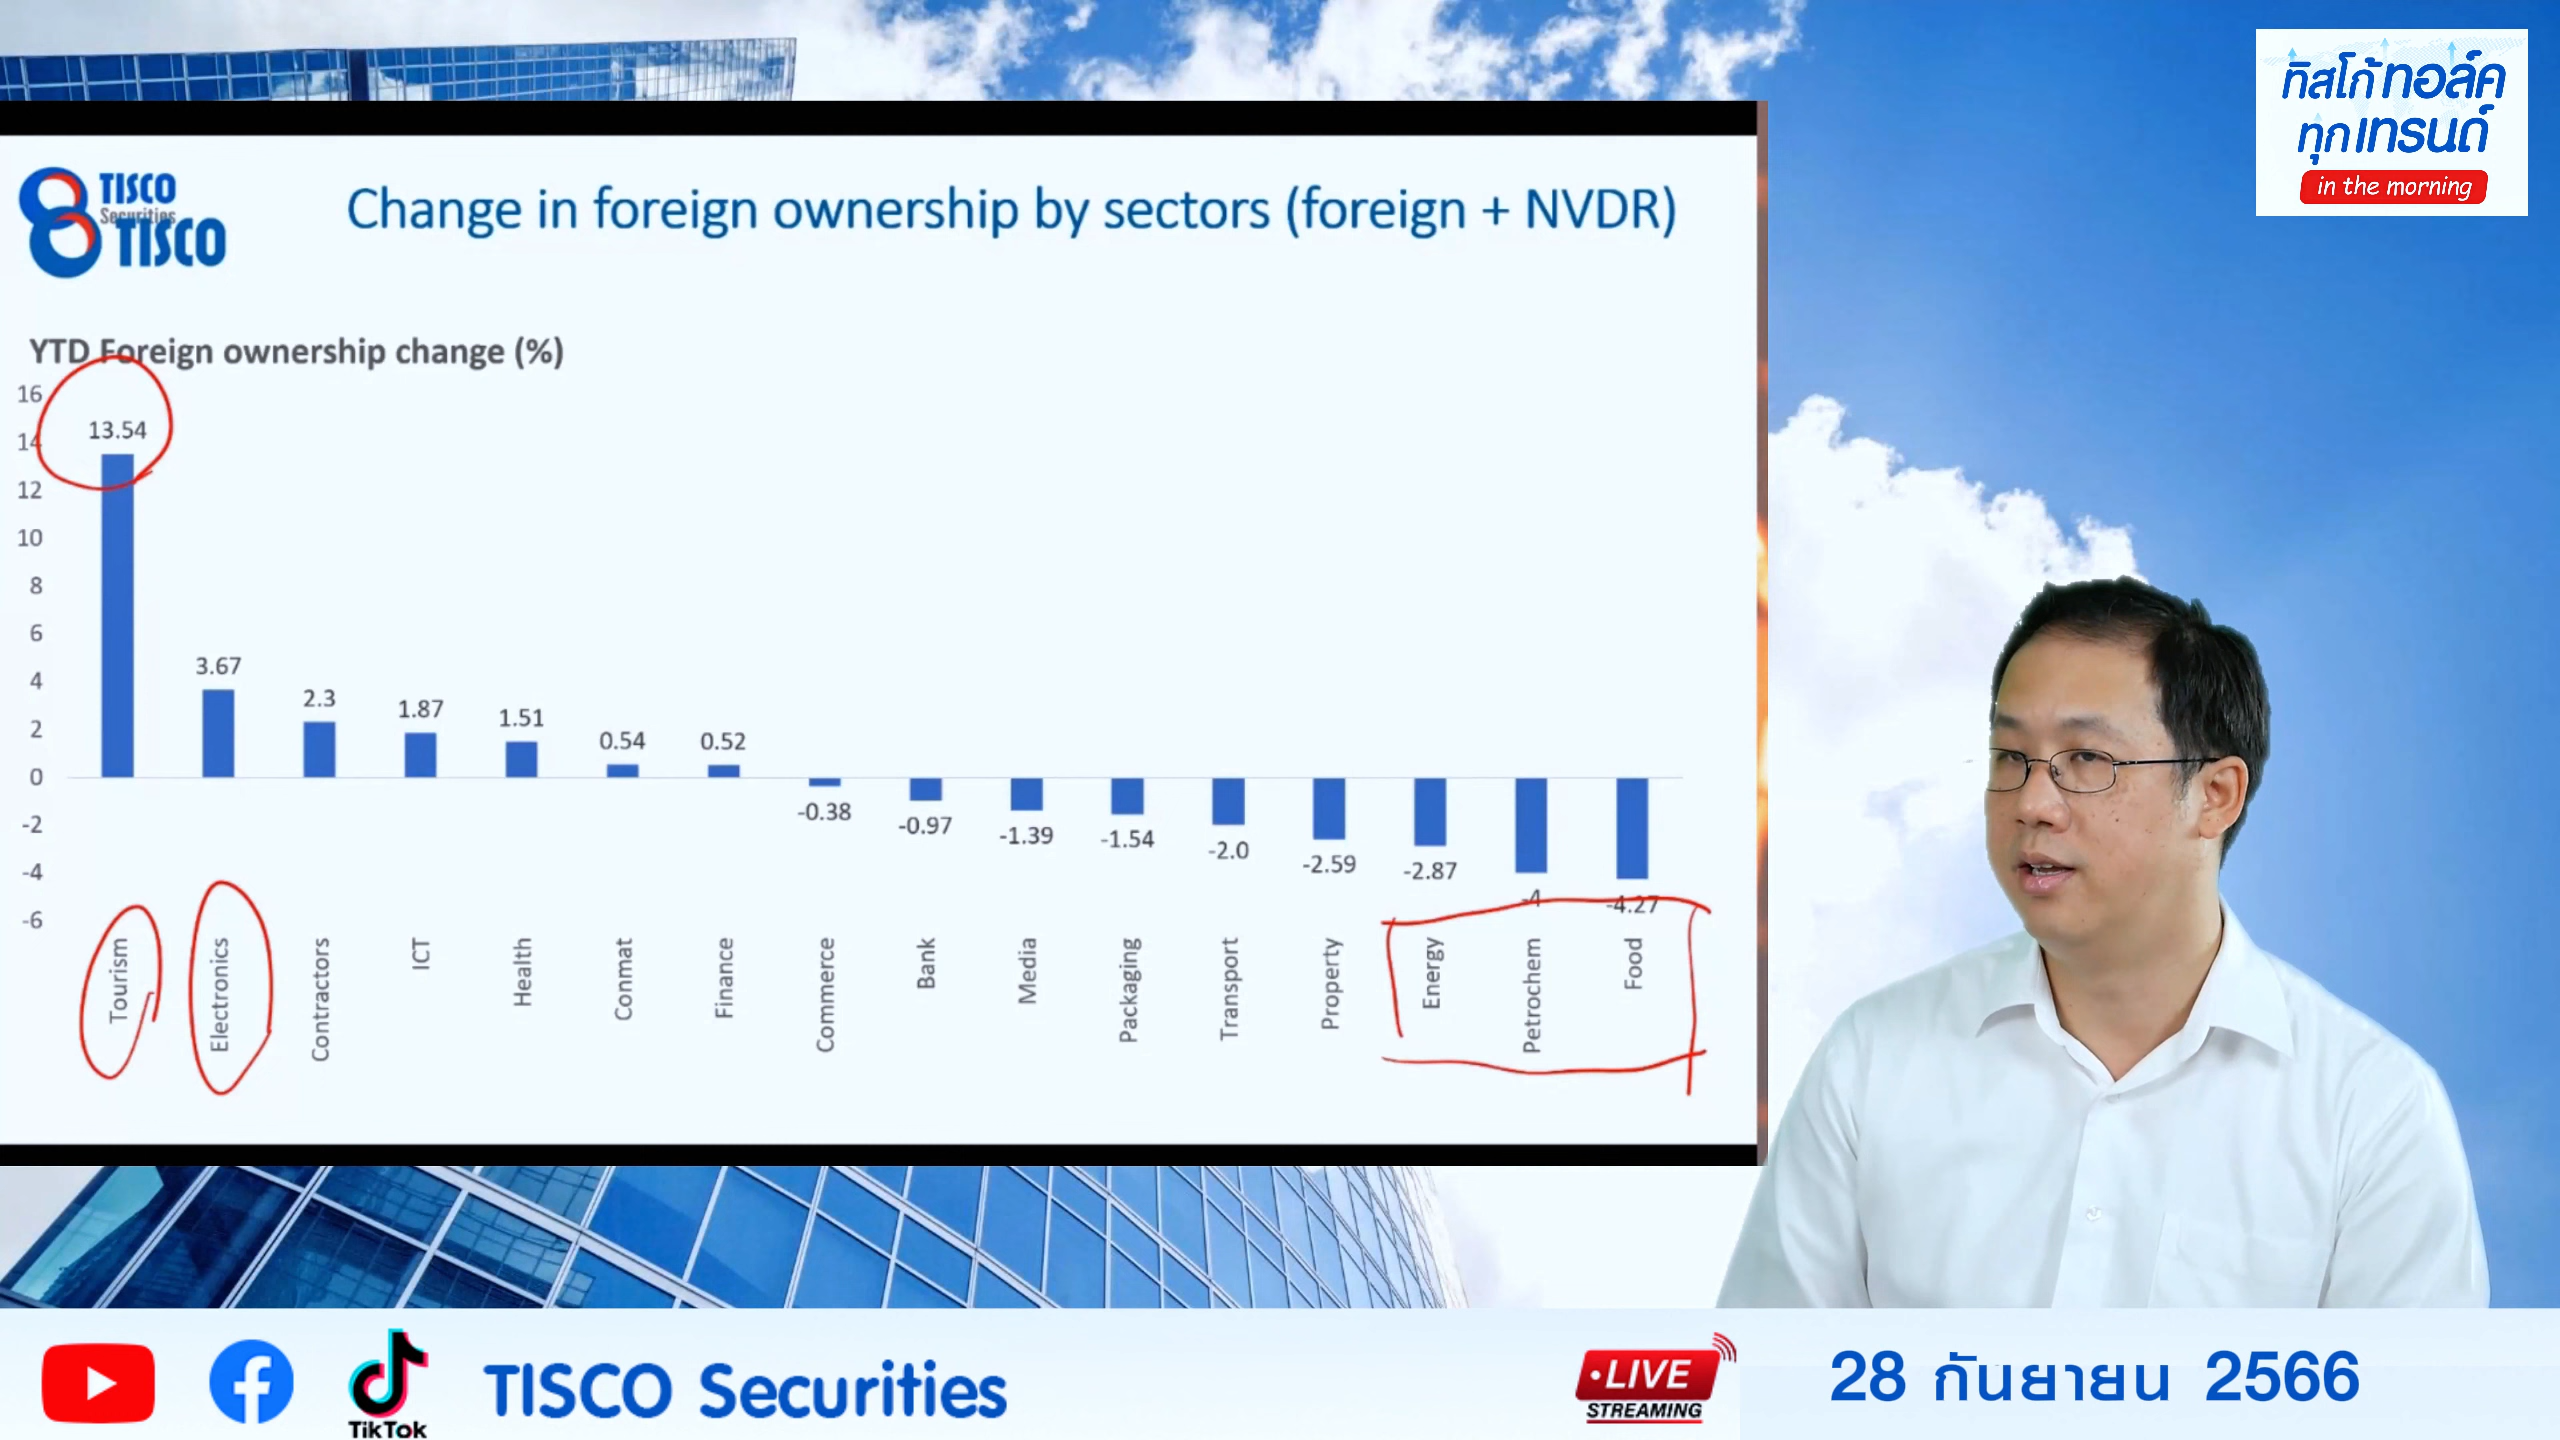 ทิสโก้ ทอล์ค
ทุก เทรนด์
in the morning
TISCO
Securities
TISCO
Change in foreign ownership by sectors (foreign + NVDR)
YTD Foreign ownership change (%)
16
14
12
10
8
6
4
2
0
-2
-4
-6
13.54
3.67
2.3
1.87
1.51
0.54
0.52
-0.38
-0.97
-1.39
-1.54
-2.0
-2.59
-2.87
-4
-4.27
Tourism
Electronics
Contractors
ICT
Health
Conmat
Finance
Commerce
Bank
Media
Packaging
Transport
Property
Energy
Petrochem
Food
TikTok
TISCO Securities
LIVE
STREAMING
28 กันยายน 2566